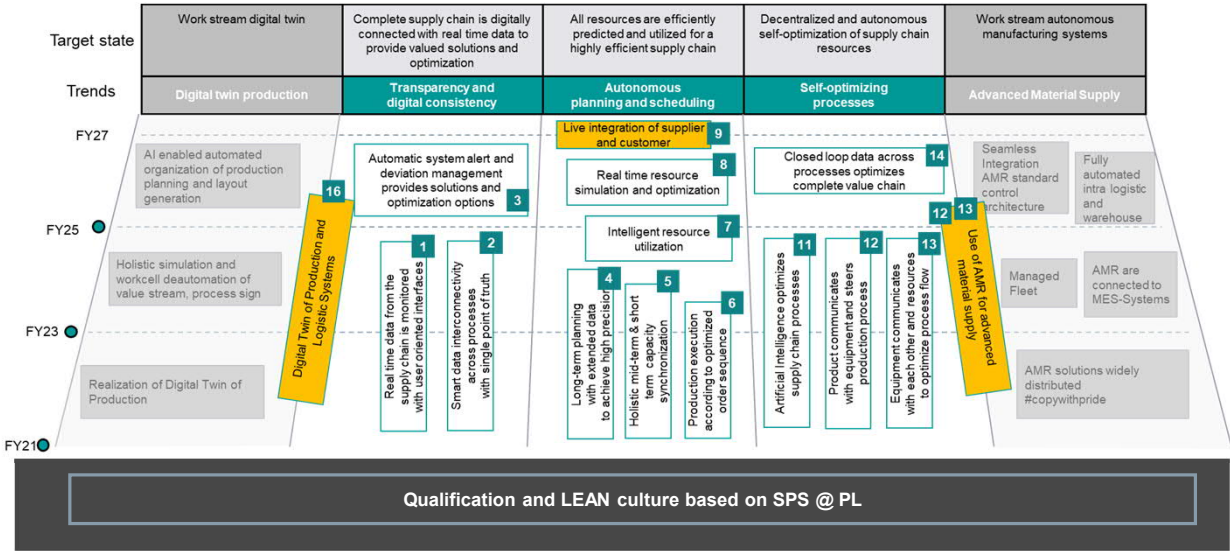 Target state
Work stream digital twin
Complete supply chain is digitally
connected with real time data to
provide valued solutions and
optimization
All resources are efficiently
predicted and utilized for a
highly efficient supply chain
Decentralized and autonomous
self-optimization of supply chain
resources
Work stream autonomous
manufacturing systems
Trends
Digital twin production
Transparency and
digital consistency
Autonomous
planning and scheduling
Self-optimizing
processes
Advanced Material Supply
FY27
FY25
FY23
FY21
AI enabled automated
organization of production
planning and layout
generation
Holistic simulation and
workcell deautomation of
value stream, process sign
Realization of Digital Twin of
Production
16
Digital Twin of Production and
Logistic Systems
Automatic system alert and
deviation management
provides solutions and
optimization options
3
1
Real time data from the
supply chain is monitored
with user oriented interfaces
2
Smart data interconnectivity
across processes
with single point of truth
Live integration of supplier
and customer
9
Real time resource
simulation and optimization
8
Intelligent resource
utilization
7
4
Long-term planning
with extended data
to achieve high precision
5
Holistic mid-term & short
term capacity
synchronization
6
Production execution
according to optimized
order sequence
Closed loop data across
processes optimizes
complete value chain
14
11
Artificial Intelligence optimizes
supply chain processes
12
Product communicates
with equipment and steers
production process
13
Equipment communicates
with each other and resources
to optimize process flow
12
13
Use of AMR for advanced
material supply
Seamless
Integration
AMR standard
control
architecture
Fully
automated
intra logistic
and
warehouse
Managed
Fleet
AMR are
connected to
MES-Systems
AMR solutions widely
distributed
#copywithpride
Qualification and LEAN culture based on SPS @ PL